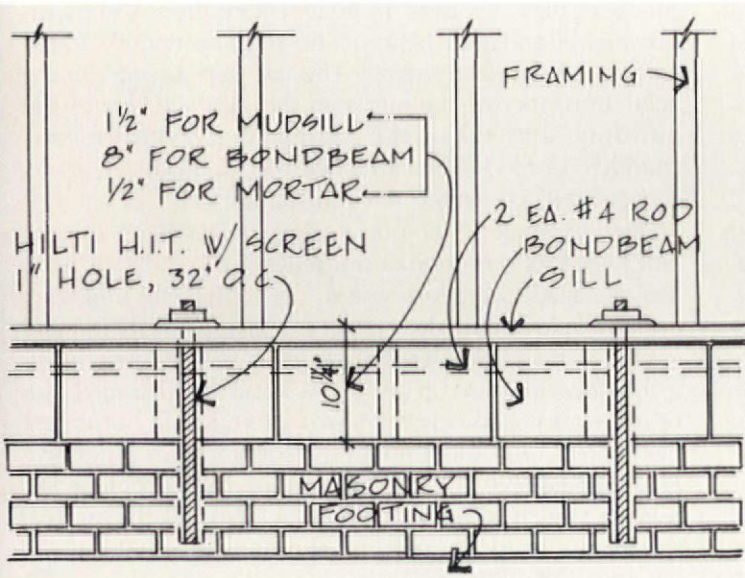 FRAMING
1½" FOR MUDSILL
8" FOR BONDBEAM
½" FOR MORTAR
2 EA. #4 ROD
BONDBEAM
SILL
HILTI H.I.T. W/ SCREEN
1" HOLE, 32" O.C.
10¼"
MASONRY
FOOTING